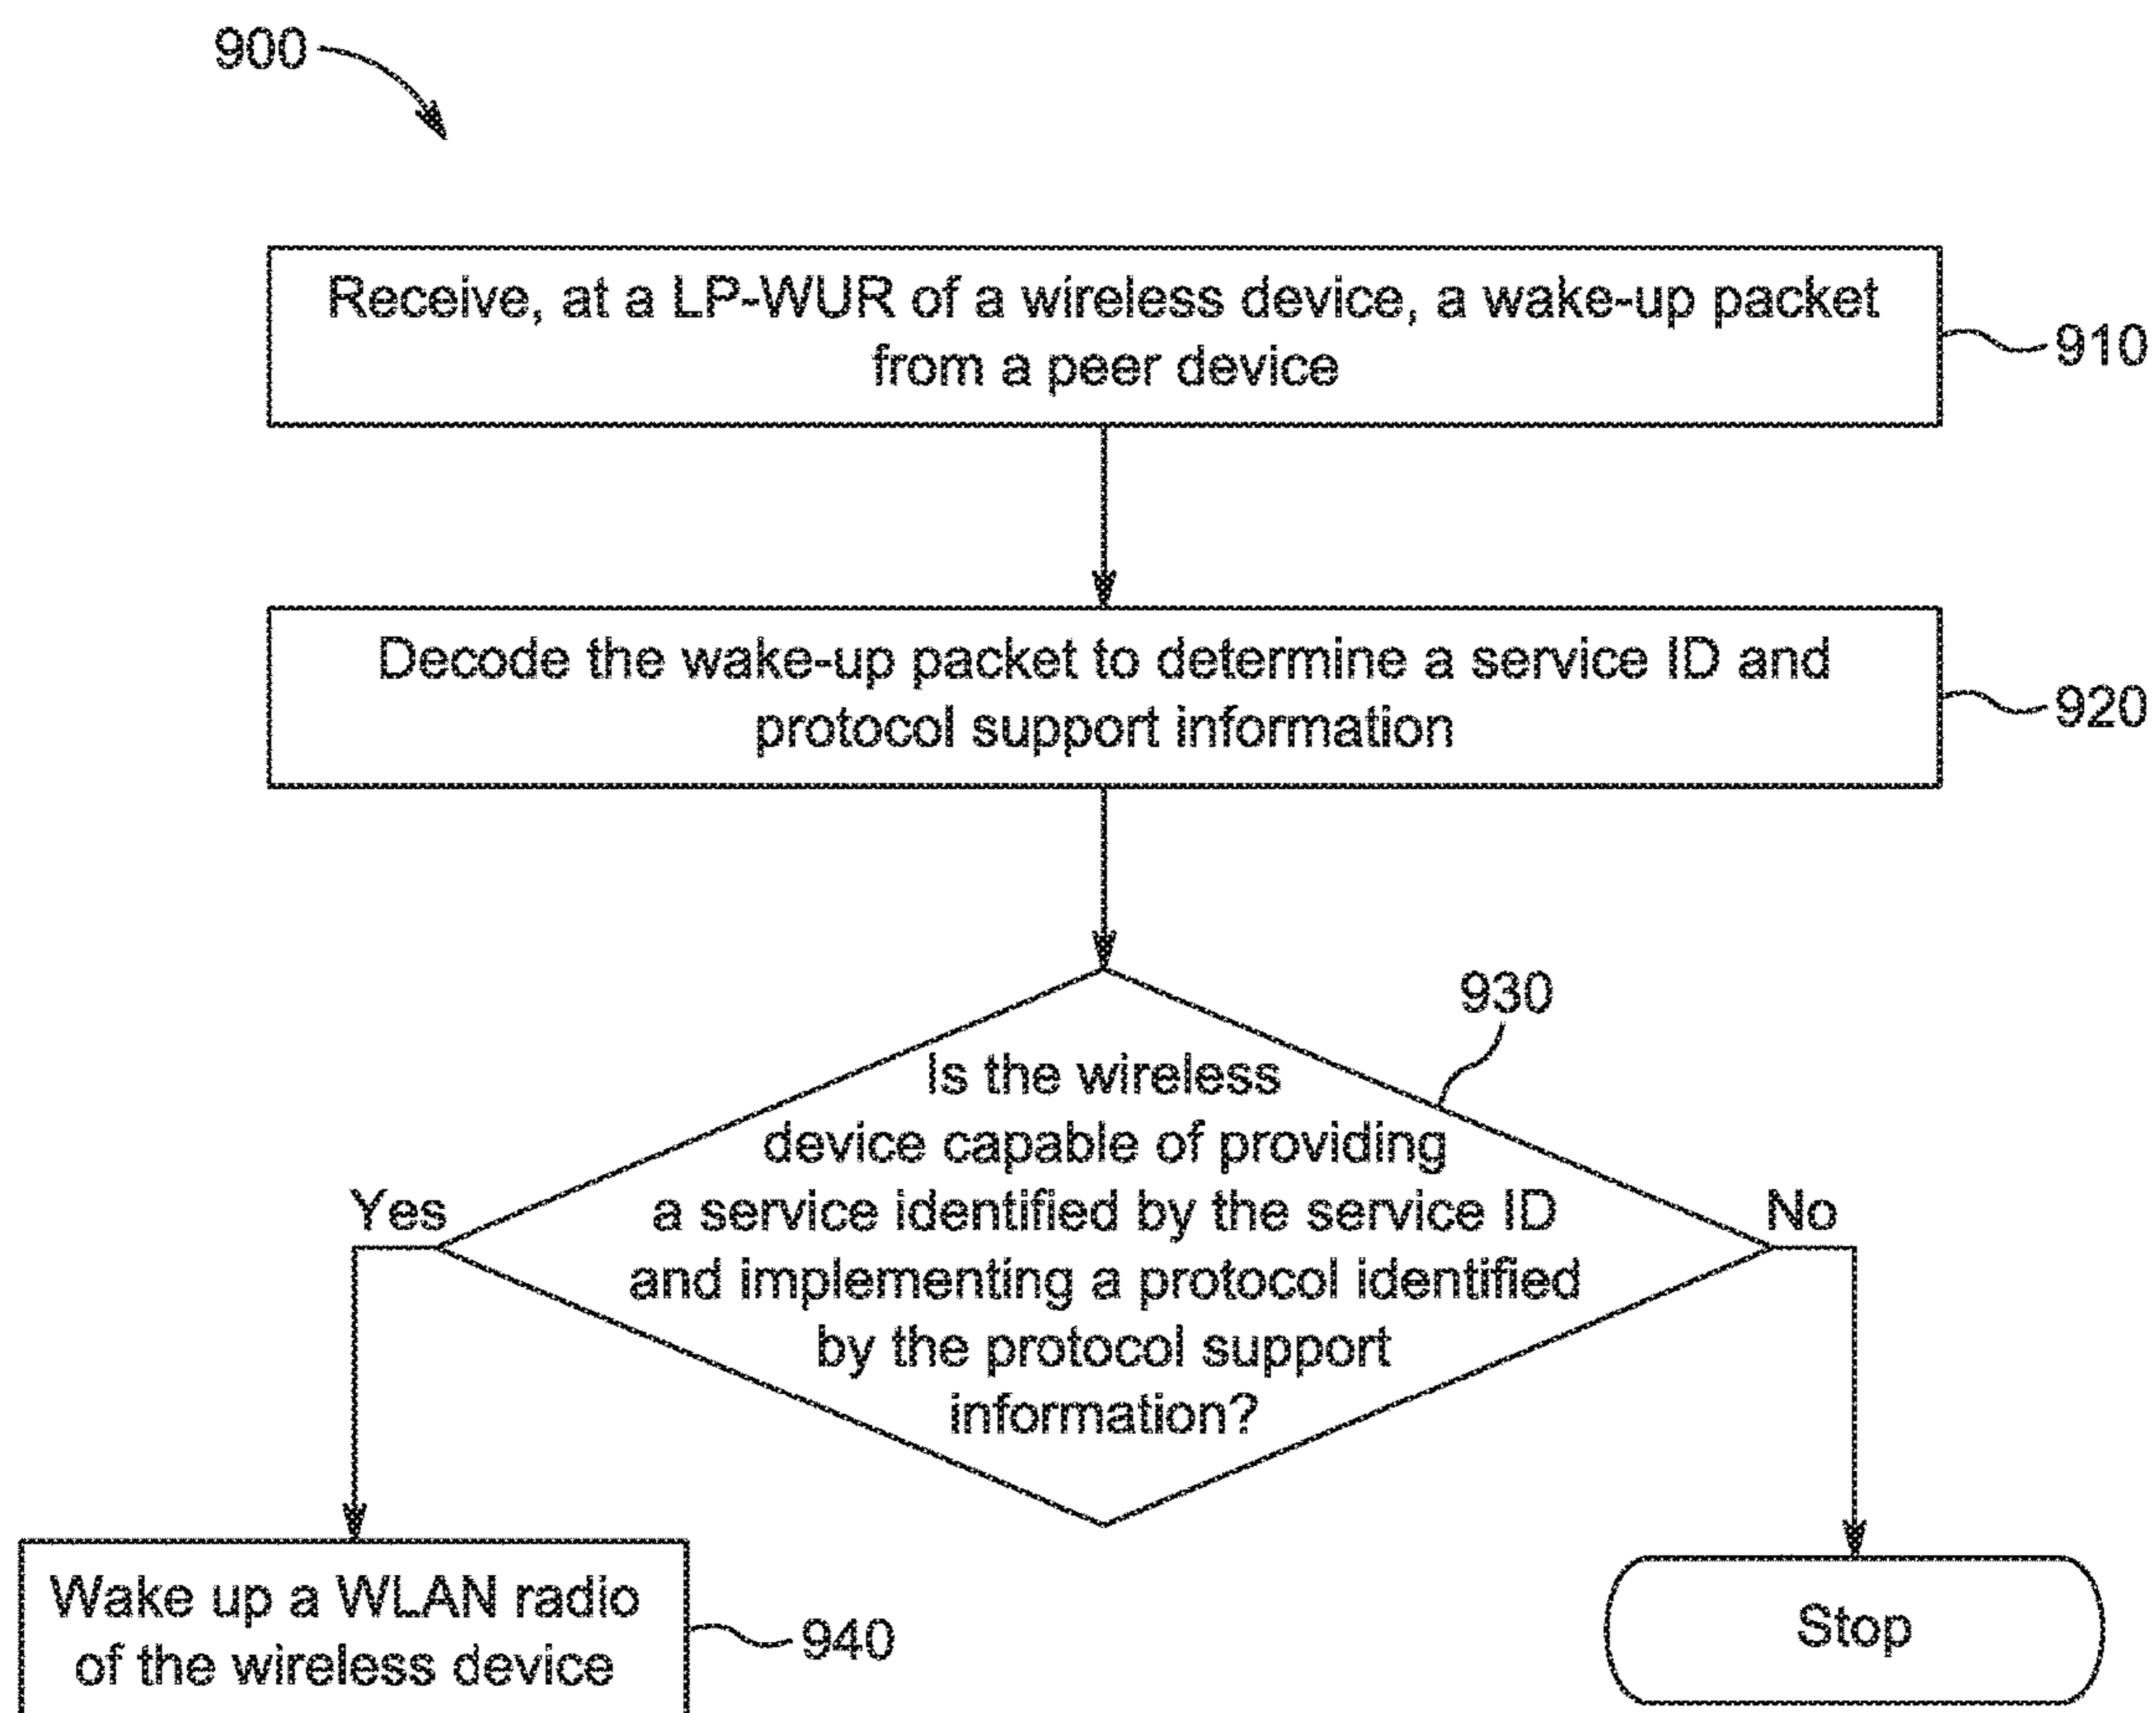 900
Receive, at a LP-WUR of a wireless device, a wake-up packet
from a peer device
910
Decode the wake-up packet to determine a service ID and
protocol support information
920
930
Is the wireless
device capable of providing
a service identified by the service ID
and implementing a protocol identified
by the protocol support
information?
Yes
No
Wake up a WLAN radio
of the wireless device
940
Stop